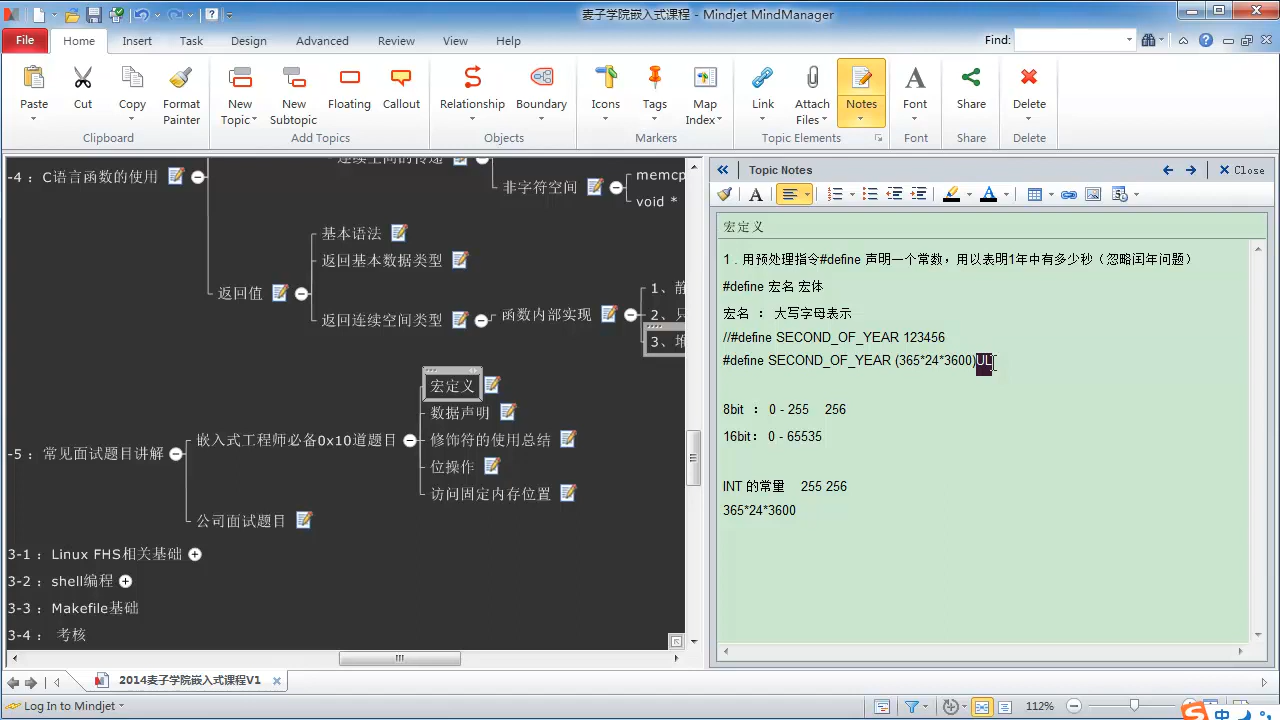 麦子学院嵌入式课程 - Mindjet MindManager
File Home Insert Task Design Advanced Review View Help Find:
Paste Cut Copy Format Painter New Topic New Subtopic Floating Callout Relationship Boundary Icons Tags Map Index Link Attach Files Notes Font Share Delete
Clipboard Add Topics Objects Markers Topic Elements Font Share Delete
连续空间的传递
-4 : C语言函数的使用
非字符空间
memcp
void *
基本语法
返回基本数据类型
返回值
返回连续空间类型
函数内部实现
1、静
2、只
3、堆
宏定义
数据声明
嵌入式工程师必备0x10道题目
修饰符的使用总结
-5 : 常见面试题目讲解
位操作
访问固定内存位置
公司面试题目
3-1 : Linux FHS相关基础
3-2 : shell编程
3-3 : Makefile基础
3-4 : 考核
Topic Notes Close
宏定义
1 . 用预处理指令#define 声明一个常数，用以表明1年中有多少秒（忽略闰年问题）
#define 宏名 宏体
宏名 ： 大写字母表示
//#define SECOND_OF_YEAR 123456
#define SECOND_OF_YEAR (365*24*3600)UL
8bit ： 0 - 255 256
16bit： 0 - 65535
INT 的常量 255 256
365*24*3600
2014麦子学院嵌入式课程V1
Log In to Mindjet 112%
中